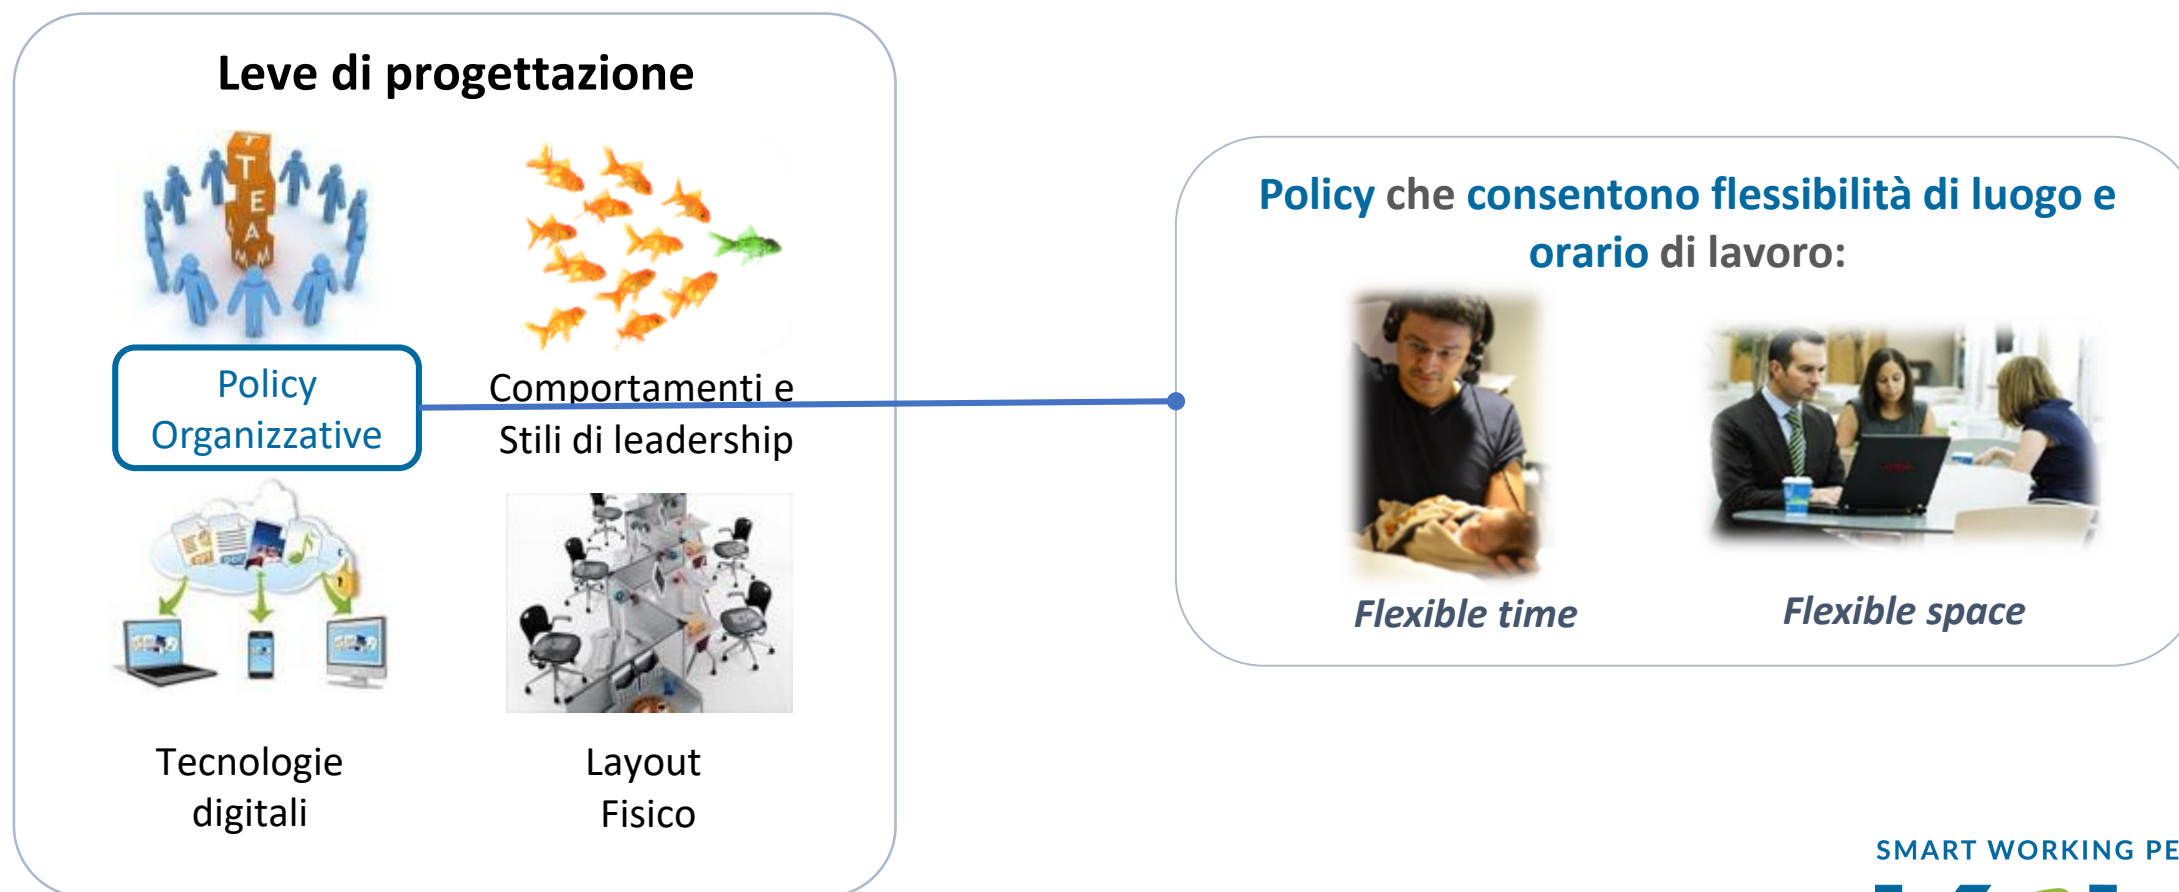 Leve di progettazione
TEAM
Policy
Organizzative
Comportamenti e
Stili di leadership
Tecnologie
digitali
Layout
Fisico
Policy che consentono flessibilità di luogo e
orario di lavoro:
Flexible time
Flexible space
SMART WORKING PE